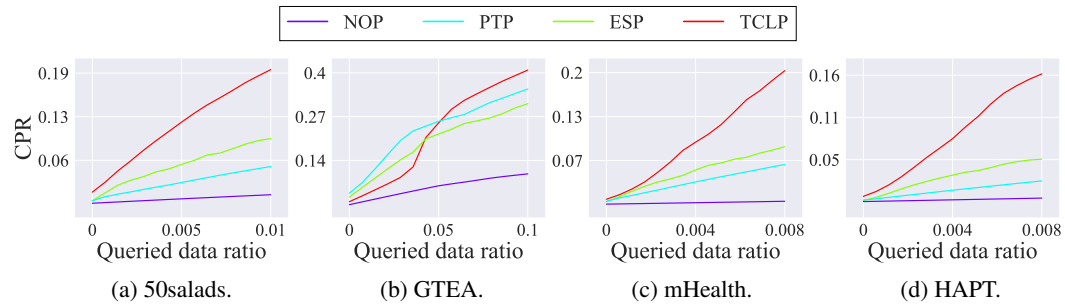 NOP PTP ESP TCLP
CPR
0.19
0.13
0.06
0 0.005 0.01
Queried data ratio
(a) 50salads.
0.4
0.27
0.14
0 0.05 0.1
Queried data ratio
(b) GTEA.
0.2
0.13
0.07
0 0.004 0.008
Queried data ratio
(c) mHealth.
0.16
0.11
0.05
0 0.004 0.008
Queried data ratio
(d) HAPT.